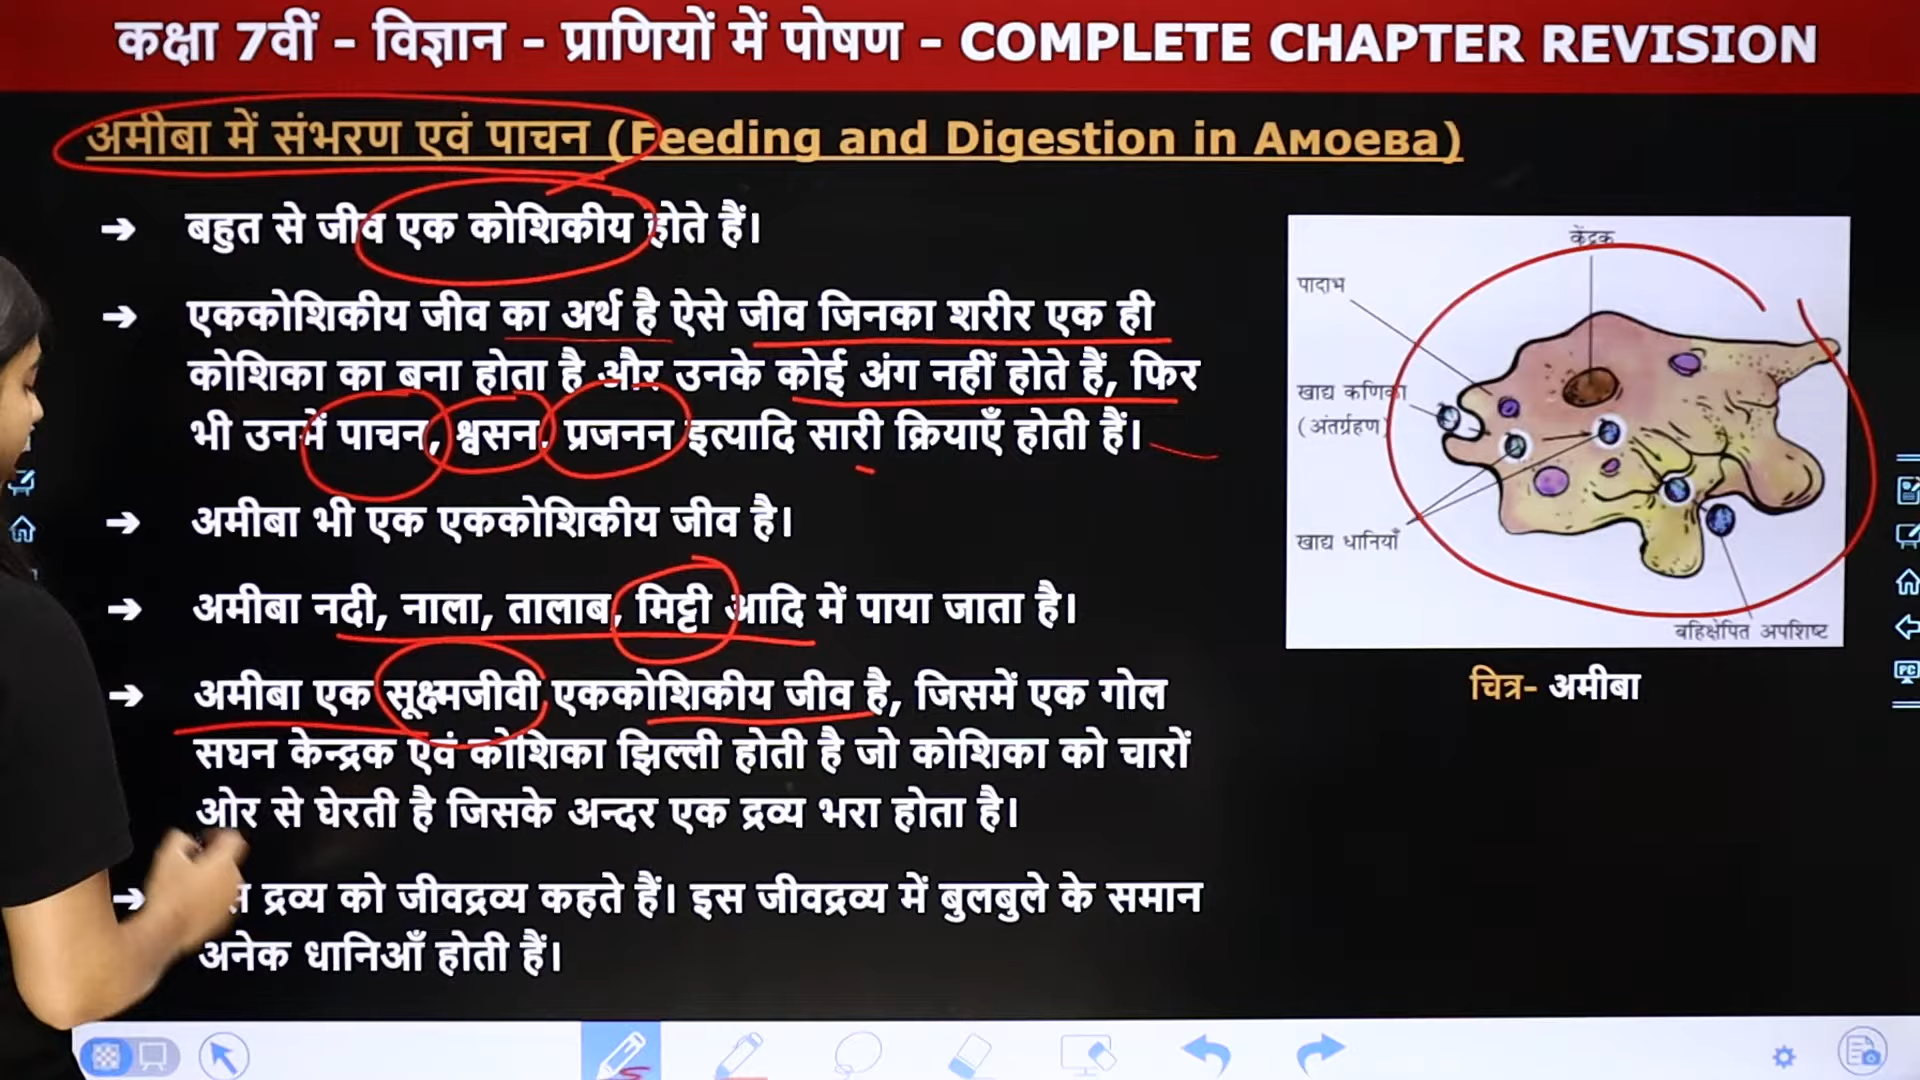 कक्षा 7वीं - विज्ञान - प्राणियों में पोषण - COMPLETE CHAPTER REVISION
अमीबा में संभरण एवं पाचन (Feeding and Digestion in Amoeba)
➔ बहुत से जीव एक कोशिकीय होते हैं।
➔ एककोशिकीय जीव का अर्थ है ऐसे जीव जिनका शरीर एक ही
कोशिका का बना होता है और उनके कोई अंग नहीं होते हैं, फिर
भी उनमें पाचन, श्वसन, प्रजनन इत्यादि सारी क्रियाएँ होती हैं।
➔ अमीबा भी एक एककोशिकीय जीव है।
➔ अमीबा नदी, नाला, तालाब, मिट्टी आदि में पाया जाता है।
➔ अमीबा एक सूक्ष्मजीवी एककोशिकीय जीव है, जिसमें एक गोल
सघन केन्द्रक एवं कोशिका झिल्ली होती है जो कोशिका को चारों
ओर से घेरती है जिसके अन्दर एक द्रव्य भरा होता है।
➔ द्रव्य को जीवद्रव्य कहते हैं। इस जीवद्रव्य में बुलबुले के समान
अनेक धानिआँ होती हैं।
केंद्रक
पादाभ
खाद्य कणिका
(अंतर्ग्रहण)
खाद्य धानियाँ
बहिक्षेपित अपशिष्ट
चित्र- अमीबा